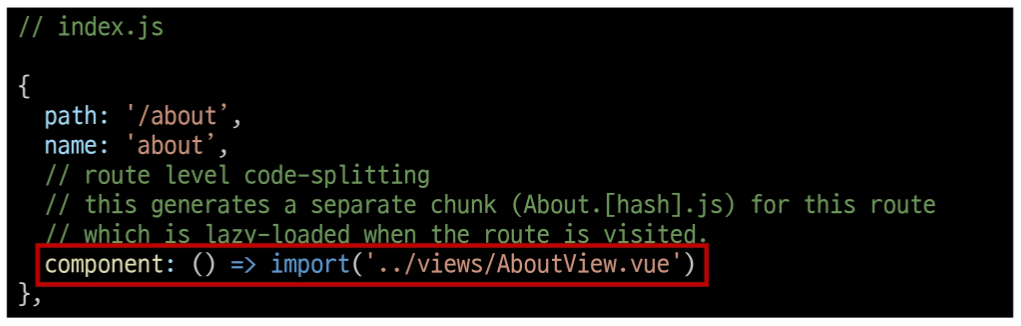 // index.js
{
path: '/about’,
name: 'about’,
// route level code-splitting
// this generates a separate chunk (About.[hash].js) for this route
// which is lazy-loaded when the route is visited.
component: () => import('../views/AboutView.vue')
},